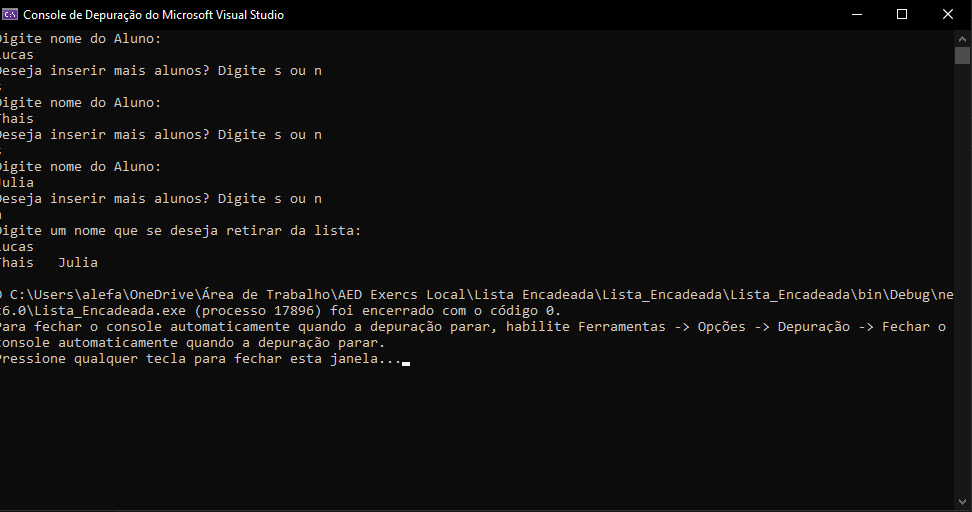 C:\ Console de Depuração do Microsoft Visual Studio
Digite nome do Aluno:
Lucas
Deseja inserir mais alunos? Digite s ou n
s
Digite nome do Aluno:
Thais
Deseja inserir mais alunos? Digite s ou n
s
Digite nome do Aluno:
Julia
Deseja inserir mais alunos? Digite s ou n
n
Digite um nome que se deseja retirar da lista:
Lucas
Thais   Julia
O C:\Users\alefa\OneDrive\Área de Trabalho\AED Exercs Local\Lista Encadeada\Lista_Encadeada\Lista_Encadeada\bin\Debug\ne
t6.0\Lista_Encadeada.exe (processo 17896) foi encerrado com o código 0.
Para fechar o console automaticamente quando a depuração parar, habilite Ferramentas -> Opções -> Depuração -> Fechar o
console automaticamente quando a depuração parar.
Pressione qualquer tecla para fechar esta janela...